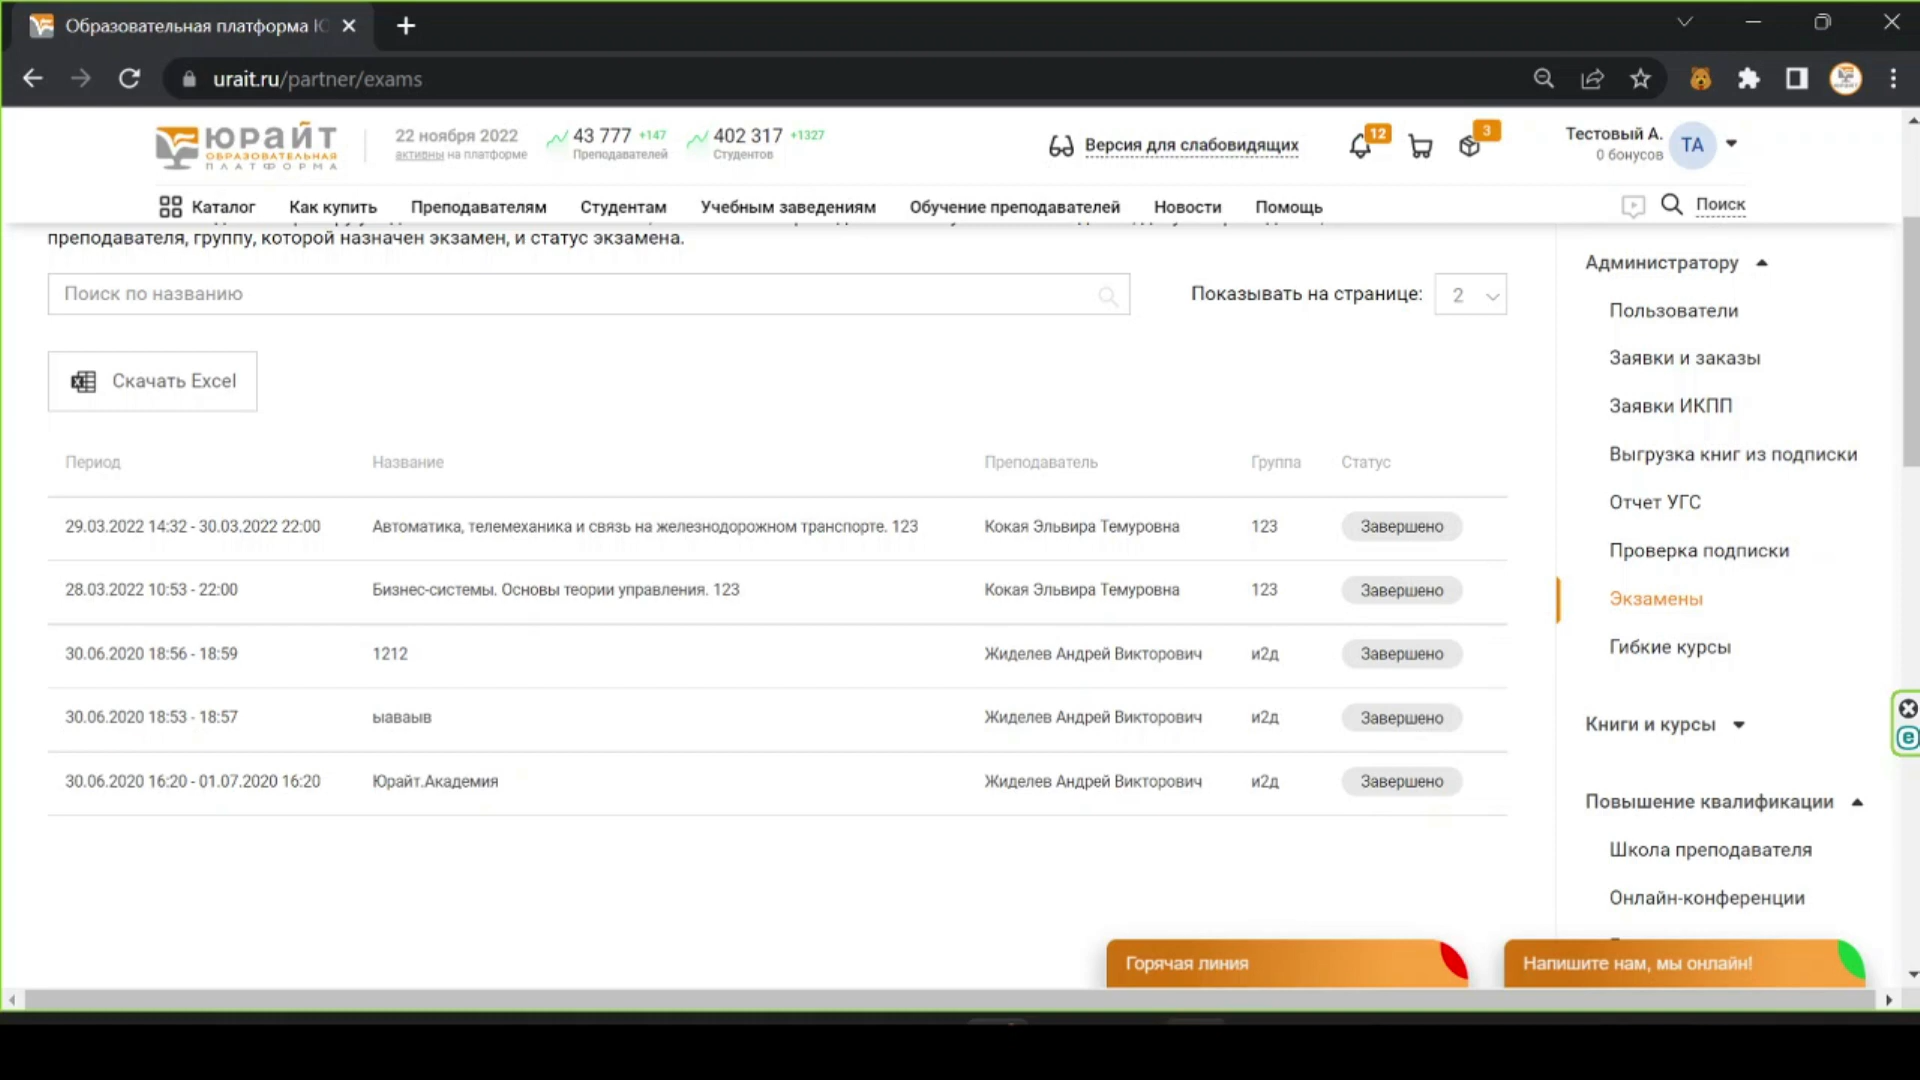 Образовательная платформа Ю
urait.ru/partner/exams
ЮРАЙТ
ОБРАЗОВАТЕЛЬНАЯ
ПЛАТФОРМА
22 ноября 2022
активны на платформе
43 777 +147
Преподавателей
402 317 +1327
Студентов
Версия для слабовидящих
12
3
Тестовый А.
0 бонусов
ТА
Каталог Как купить Преподавателям Студентам Учебным заведениям Обучение преподавателей Новости Помощь Поиск
преподавателя, группу, которой назначен экзамен, и статус экзамена.
Поиск по названию
Показывать на странице: 2
Скачать Excel
Период Название Преподаватель Группа Статус
29.03.2022 14:32 - 30.03.2022 22:00 Автоматика, телемеханика и связь на железнодорожном транспорте. 123 Кокая Эльвира Темуровна 123 Завершено
28.03.2022 10:53 - 22:00 Бизнес-системы. Основы теории управления. 123 Кокая Эльвира Темуровна 123 Завершено
30.06.2020 18:56 - 18:59 1212 Жиделев Андрей Викторович и2д Завершено
30.06.2020 18:53 - 18:57 ываваыв Жиделев Андрей Викторович и2д Завершено
30.06.2020 16:20 - 01.07.2020 16:20 Юрайт.Академия Жиделев Андрей Викторович и2д Завершено
Администратору
Пользователи
Заявки и заказы
Заявки ИКПП
Выгрузка книг из подписки
Отчет УГС
Проверка подписки
Экзамены
Гибкие курсы
Книги и курсы
Повышение квалификации
Школа преподавателя
Онлайн-конференции
Горячая линия
Напишите нам, мы онлайн!